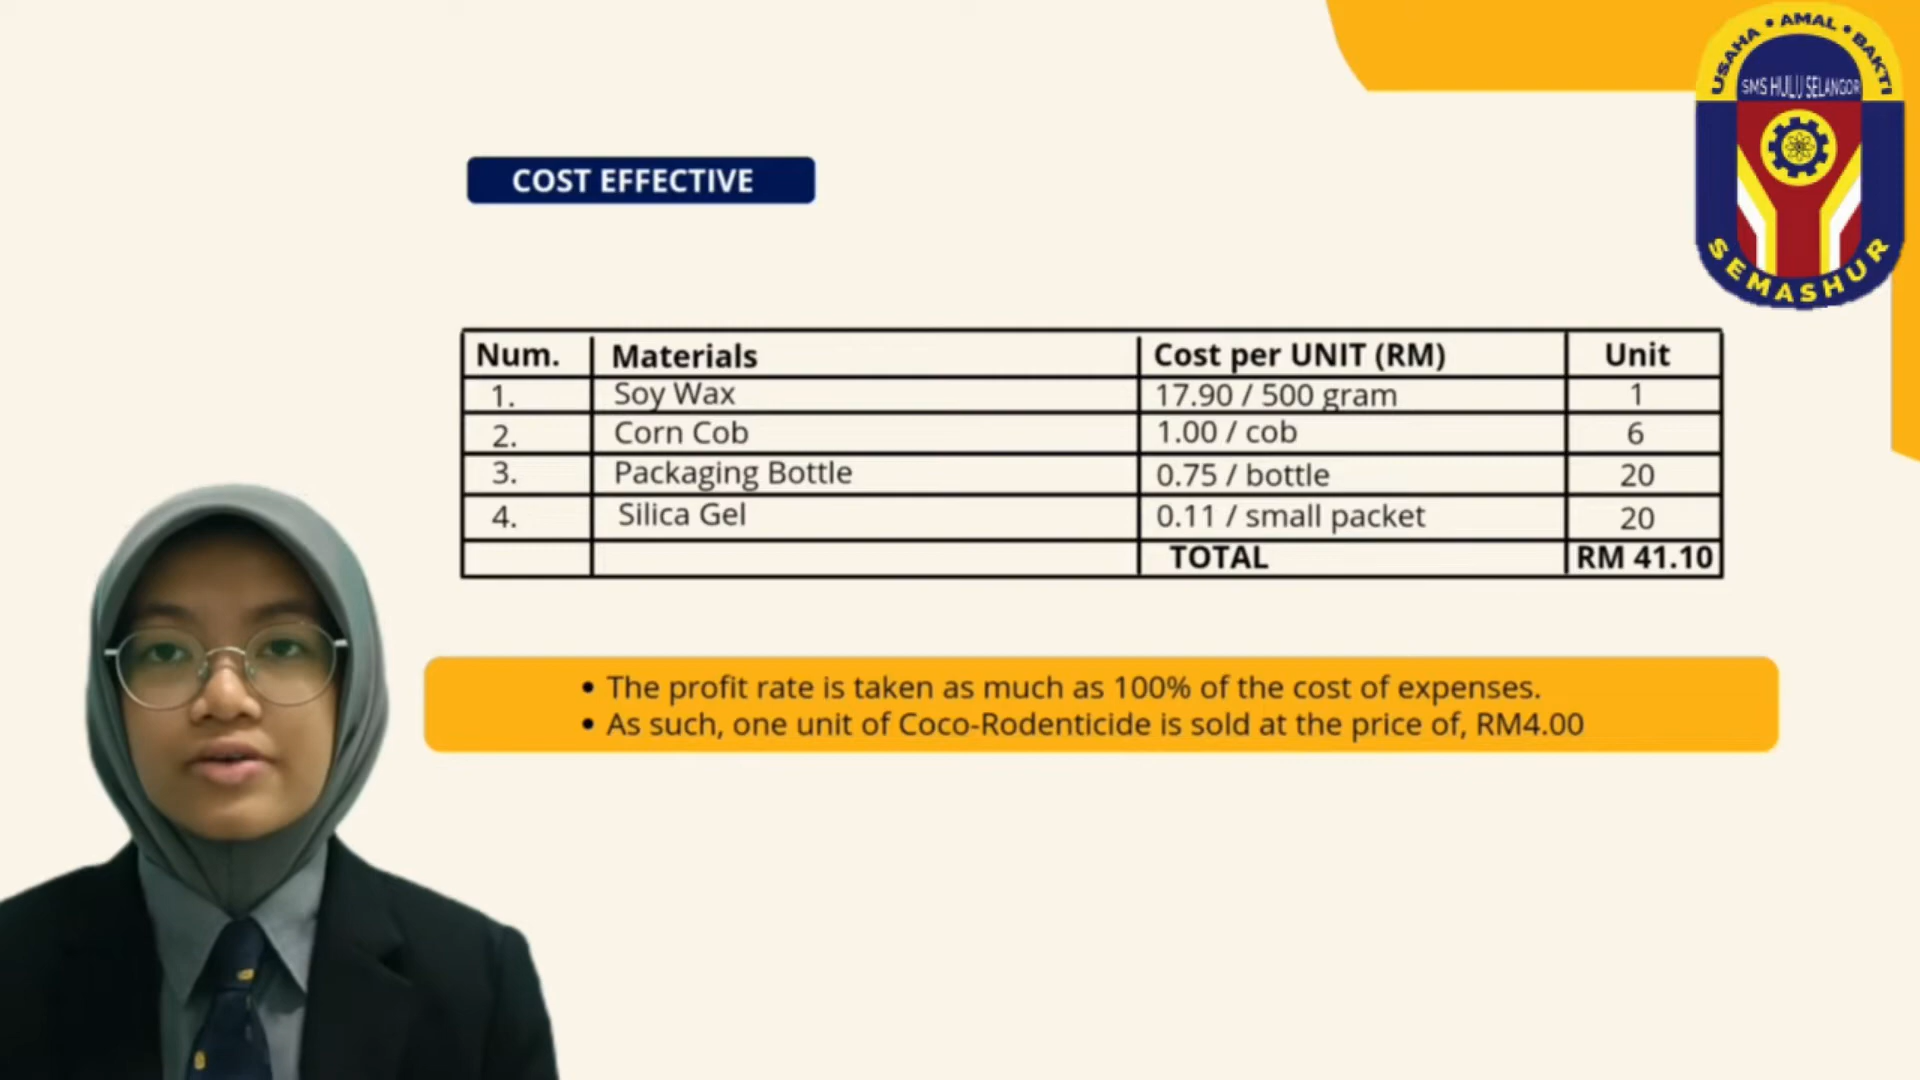 USAHA • AMAL • BAKTI
SMS HULU SELANGOR
SEMASHUR
COST EFFECTIVE
Num. Materials Cost per UNIT (RM) Unit
1. Soy Wax 17.90 / 500 gram 1
2. Corn Cob 1.00 / cob 6
3. Packaging Bottle 0.75 / bottle 20
4. Silica Gel 0.11 / small packet 20
TOTAL RM 41.10
• The profit rate is taken as much as 100% of the cost of expenses.
• As such, one unit of Coco-Rodenticide is sold at the price of, RM4.00